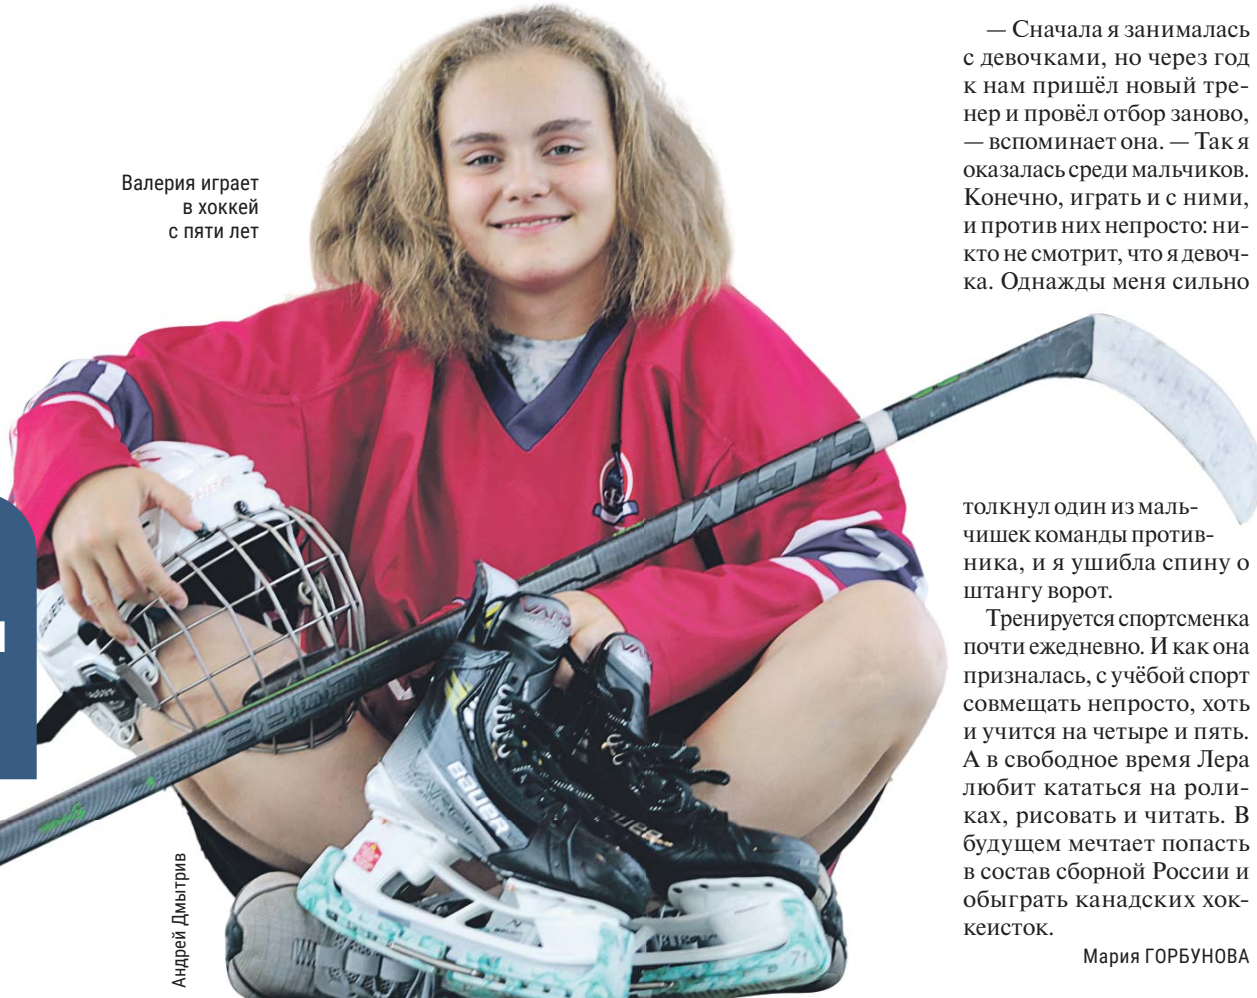 Валерия играет
в хоккей
с пяти лет
— Сначала я занималась
с девочками, но через год
к нам пришёл новый тре-
нер и провёл отбор заново,
— вспоминает она. — Так я
оказалась среди мальчиков.
Конечно, играть и с ними,
и против них непросто: ни-
кто не смотрит, что я девоч-
ка. Однажды меня сильно
толкнул один из маль-
чишек команды против-
ника, и я ушибла спину о
штангу ворот.
Тренируется спортсменка
почти ежедневно. И как она
призналась, с учёбой спорт
совмещать непросто, хоть
и учится на четыре и пять.
А в свободное время Лера
любит кататься на роли-
ках, рисовать и читать. В
будущем мечтает попасть
в состав сборной России и
обыграть канадских хок-
кеисток.
Мария ГОРБУНОВА
Андрей Дмытрив
CCM
BAUER
BAUER
71